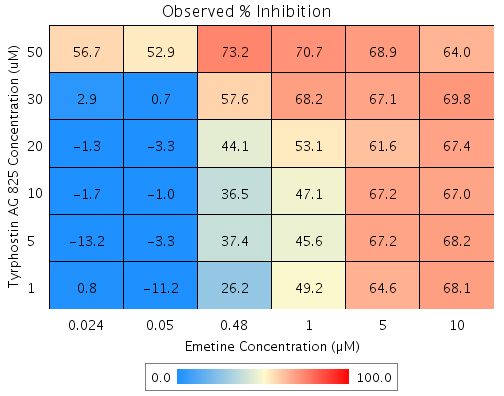 Observed % Inhibition
Tyrphostin AG 825 Concentration (uM)
50 56.7 52.9 73.2 70.7 68.9 64.0
30 2.9 0.7 57.6 68.2 67.1 69.8
20 −1.3 −3.3 44.1 53.1 61.6 67.4
10 −1.7 −1.0 36.5 47.1 67.2 67.0
5 −13.2 −3.3 37.4 45.6 67.2 68.2
1 0.8 −11.2 26.2 49.2 64.6 68.1
0.024 0.05 0.48 1 5 10
Emetine Concentration (μM)
0.0 100.0